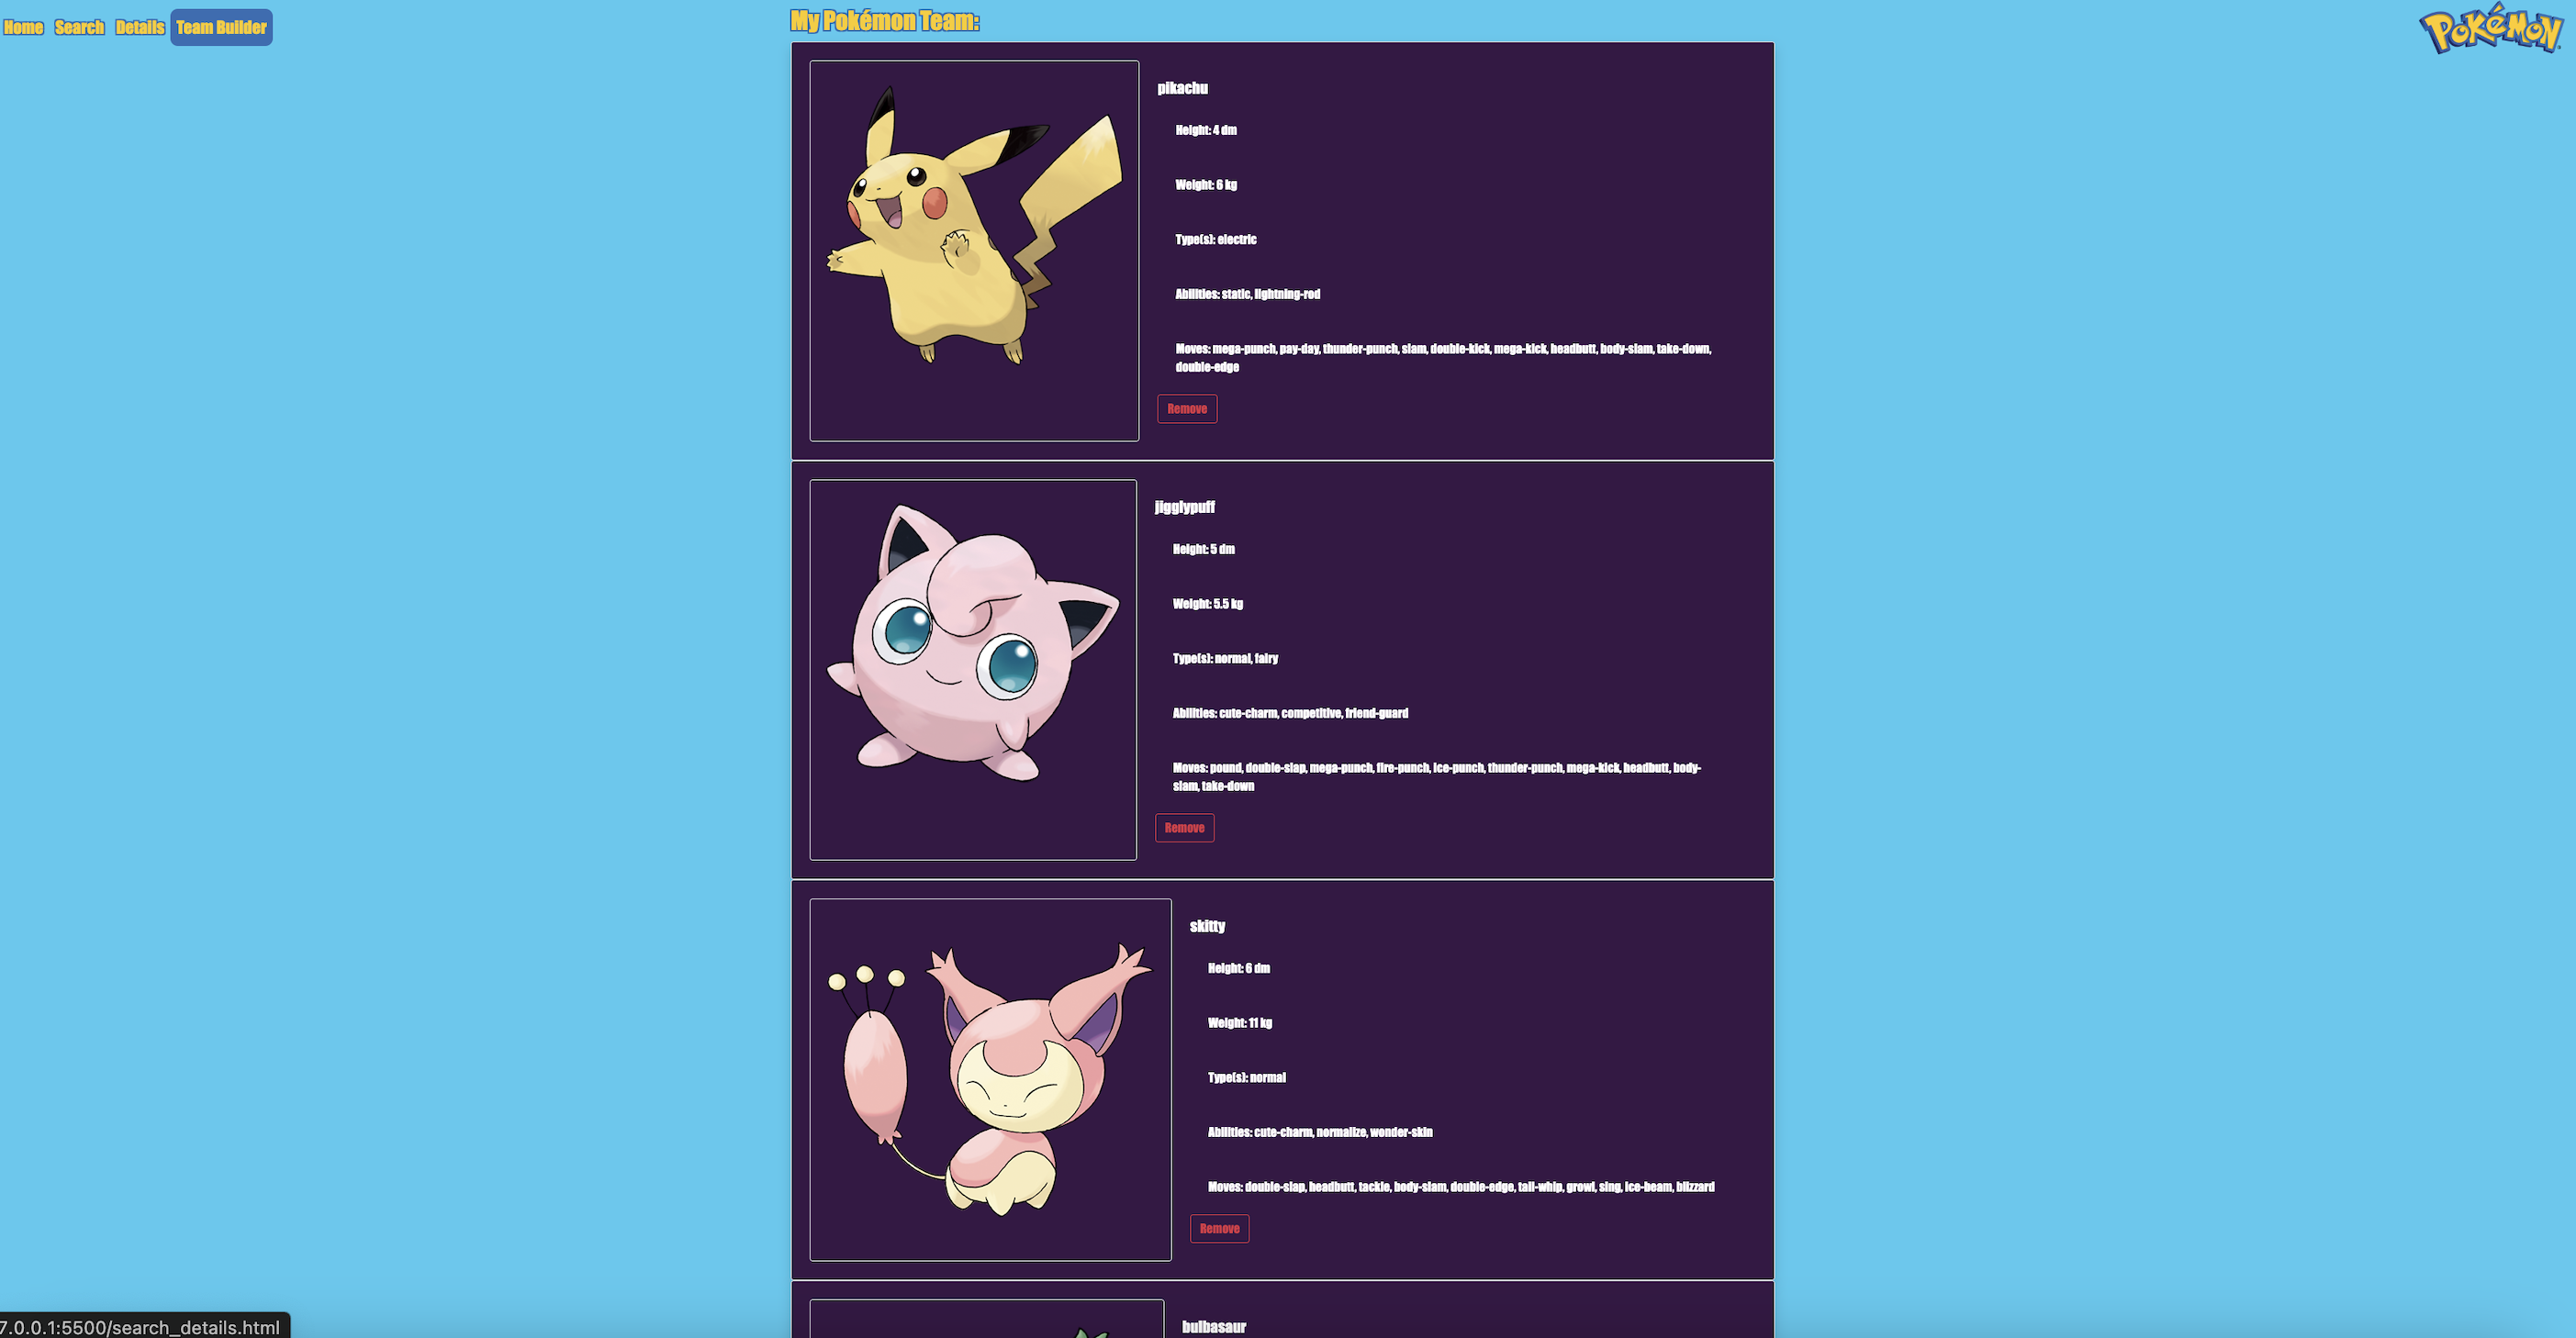 Home Search Details Team Builder
My Pokémon Team:
POKéMON
pikachu
Height: 4 dm
Weight: 6 kg
Type(s): electric
Abilities: static, lightning-rod
Moves: mega-punch, pay-day, thunder-punch, slam, double-kick, mega-kick, headbutt, body-slam, take-down,
double-edge
Remove
jigglypuff
Height: 5 dm
Weight: 5.5 kg
Type(s): normal, fairy
Abilities: cute-charm, competitive, friend-guard
Moves: pound, double-slap, mega-punch, fire-punch, ice-punch, thunder-punch, mega-kick, headbutt, body-
slam, take-down
Remove
skitty
Height: 6 dm
Weight: 11 kg
Type(s): normal
Abilities: cute-charm, normalize, wonder-skin
Moves: double-slap, headbutt, tackle, body-slam, double-edge, tail-whip, growl, sing, ice-beam, blizzard
Remove
bulbasaur
7.0.0.1:5500/search_details.html